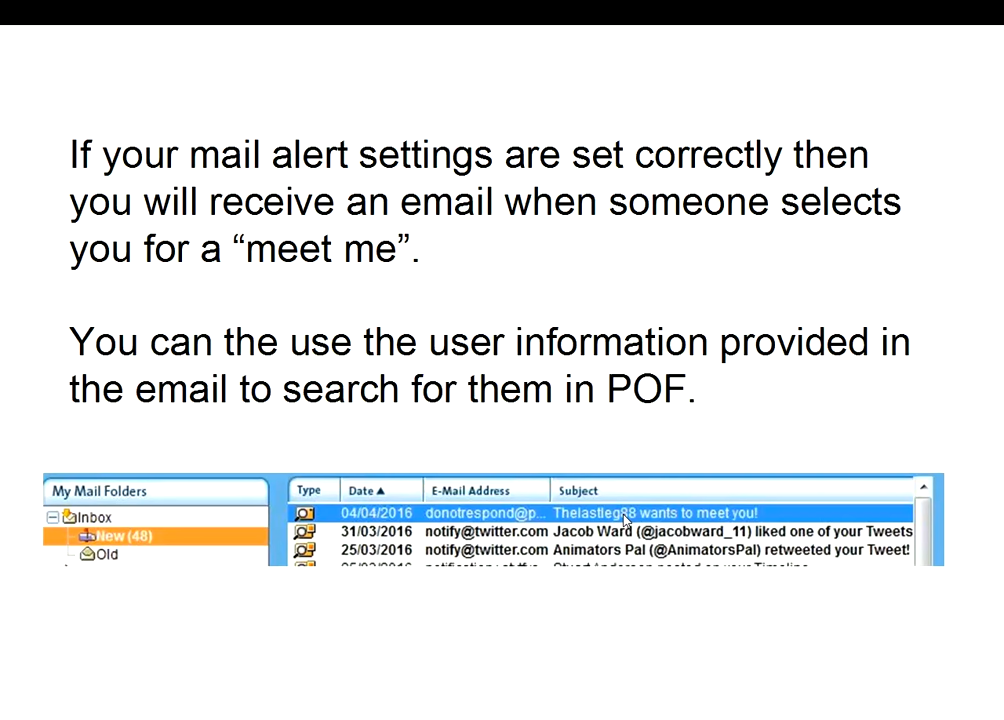 If your mail alert settings are set correctly then
you will receive an email when someone selects
you for a “meet me”.
You can the use the user information provided in
the email to search for them in POF.
My Mail Folders
Inbox
New (48)
Old
Type Date E-Mail Address Subject
04/04/2016 donotrespond@p... Thelastleg88 wants to meet you!
31/03/2016 notify@twitter.com Jacob Ward (@jacobward_11) liked one of your Tweets
25/03/2016 notify@twitter.com Animators Pal (@AnimatorsPal) retweeted your Tweet!